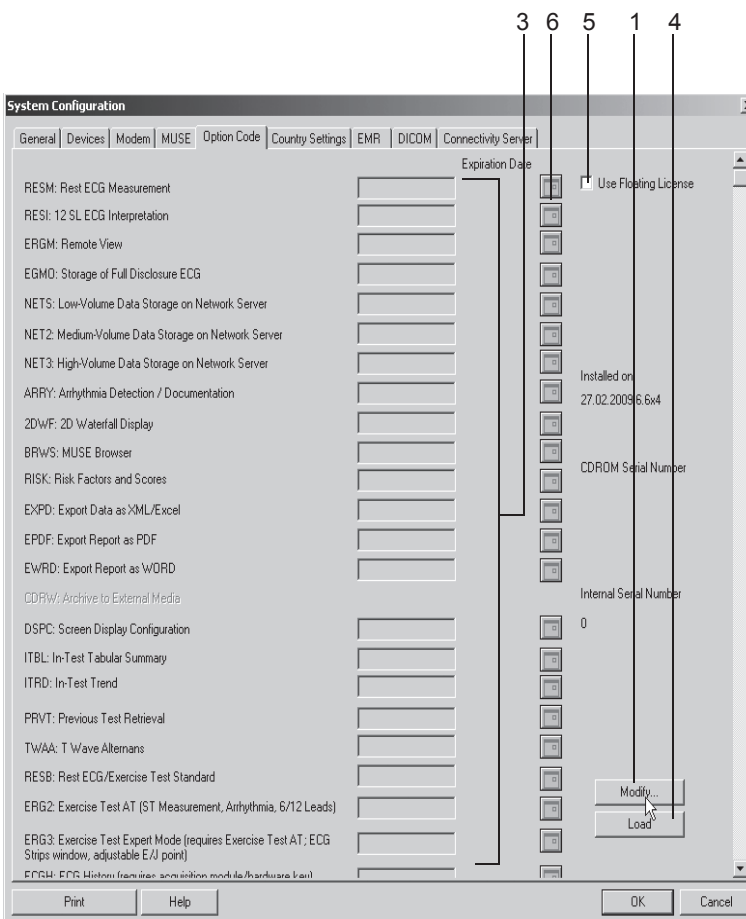 3 6 5 1 4
System Configuration
General Devices Modem MUSE Option Code Country Settings EMR DICOM Connectivity Server
Expiration Date
RESM: Rest ECG Measurement
Use Floating License
RESI: 12 SL ECG Interpretation
ERGM: Remote View
EGMO: Storage of Full Disclosure ECG
NETS: Low-Volume Data Storage on Network Server
NET2: Medium-Volume Data Storage on Network Server
NET3: High-Volume Data Storage on Network Server
Installed on
ARRY: Arrhythmia Detection / Documentation
27.02.2009 6.6x4
2DWF: 2D Waterfall Display
BRWS: MUSE Browser
CDROM Serial Number
RISK: Risk Factors and Scores
EXPD: Export Data as XML/Excel
EPDF: Export Report as PDF
EWRD: Export Report as WORD
CDRW: Archive to External Media
Internal Serial Number
DSPC: Screen Display Configuration
0
ITBL: In-Test Tabular Summary
ITRD: In-Test Trend
PRVT: Previous Test Retrieval
TWAA: T Wave Alternans
RESB: Rest ECG/Exercise Test Standard
Modify...
ERG2: Exercise Test AT (ST Measurement, Arrhythmia, 6/12 Leads)
Load
ERG3: Exercise Test Expert Mode (requires Exercise Test AT; ECG
Strips window, adjustable E/J point)
ECGH: ECG History (requires acquisition module/hardware key)
Print Help OK Cancel